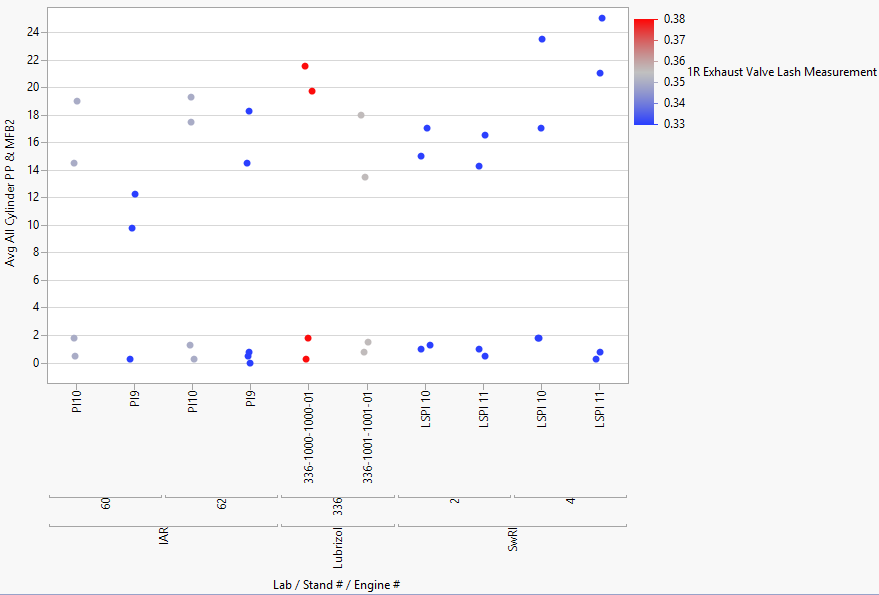 24
22
20
18
16
14
12
10
8
6
4
2
0
Avg All Cylinder PP & MFB2
0.38
0.37
0.36
0.35
0.34
0.33
1R Exhaust Valve Lash Measurement
PI10
PI9
PI10
PI9
336-1000-1000-01
336-1001-1001-01
LSPI 10
LSPI 11
LSPI 10
LSPI 11
60
62
336
2
4
IAR
Lubrizol
SwRI
Lab / Stand # / Engine #